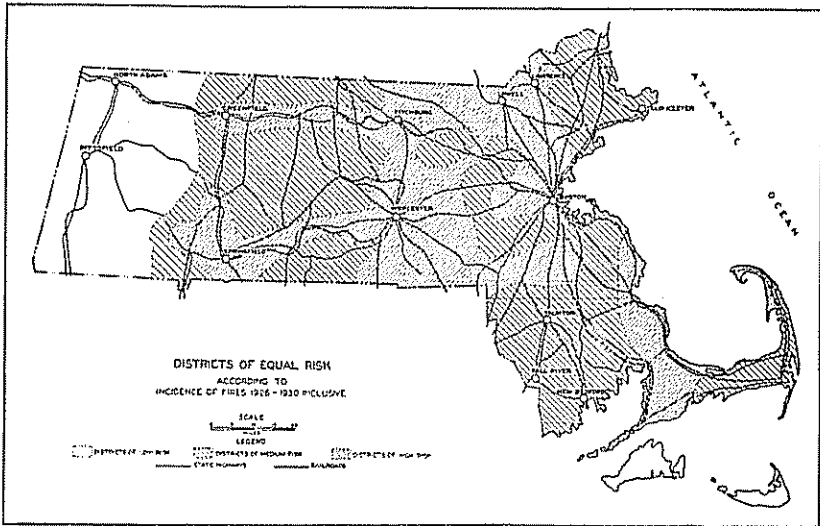 ATLANTIC
OCEAN
NORTH ADAMS
GREENFIELD
FITCHBURG
LOWELL
GLOUCESTER
PITTSFIELD
BOSTON
WORCESTER
SPRINGFIELD
TAUNTON
FALL RIVER
NEW BEDFORD
DISTRICTS OF EQUAL RISK
ACCORDING TO
INCIDENCE OF FIRES 1926 - 1930 INCLUSIVE
SCALE
MILES
LEGEND
DISTRICTS OF LOW RISK
DISTRICTS OF MEDIUM RISK
DISTRICTS OF HIGH RISK
STATE HIGHWAYS
RAILROADS